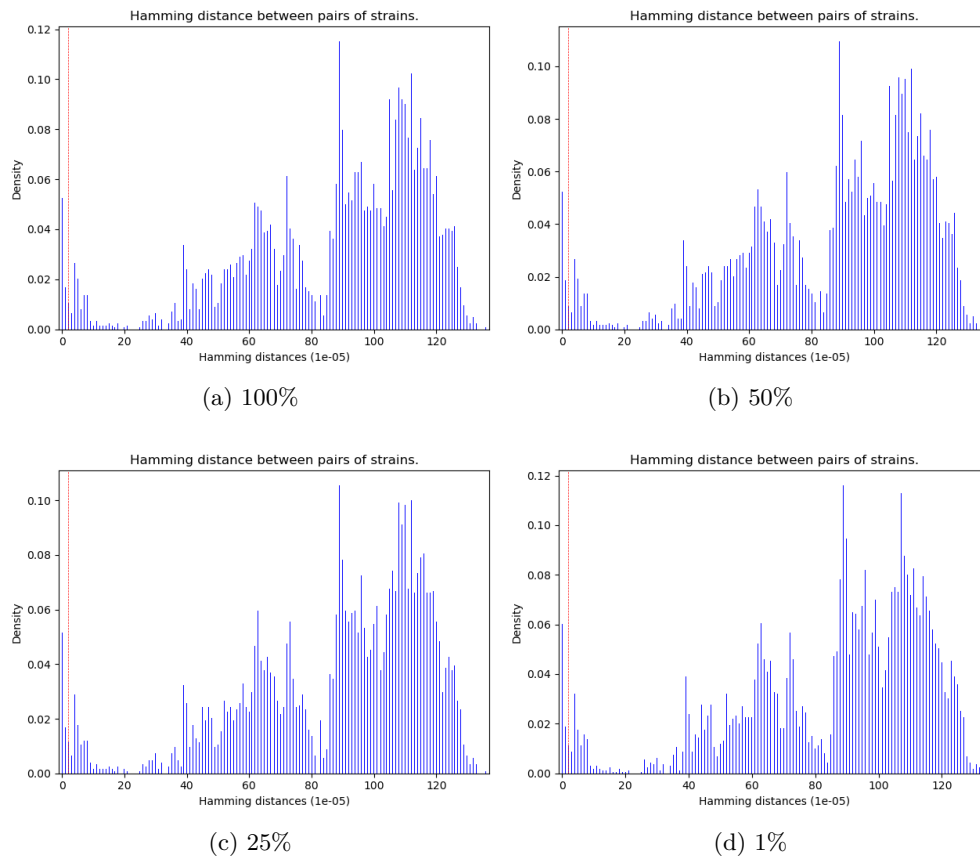 Hamming distance between pairs of strains.
0.12
0.10
0.08
0.06
0.04
0.02
0.00
Density
0 20 40 60 80 100 120
Hamming distances (1e-05)
(a) 100%
Hamming distance between pairs of strains.
0.10
0.08
0.06
0.04
0.02
0.00
Density
0 20 40 60 80 100 120
Hamming distances (1e-05)
(b) 50%
Hamming distance between pairs of strains.
0.10
0.08
0.06
0.04
0.02
0.00
Density
0 20 40 60 80 100 120
Hamming distances (1e-05)
(c) 25%
Hamming distance between pairs of strains.
0.12
0.10
0.08
0.06
0.04
0.02
0.00
Density
0 20 40 60 80 100 120
Hamming distances (1e-05)
(d) 1%